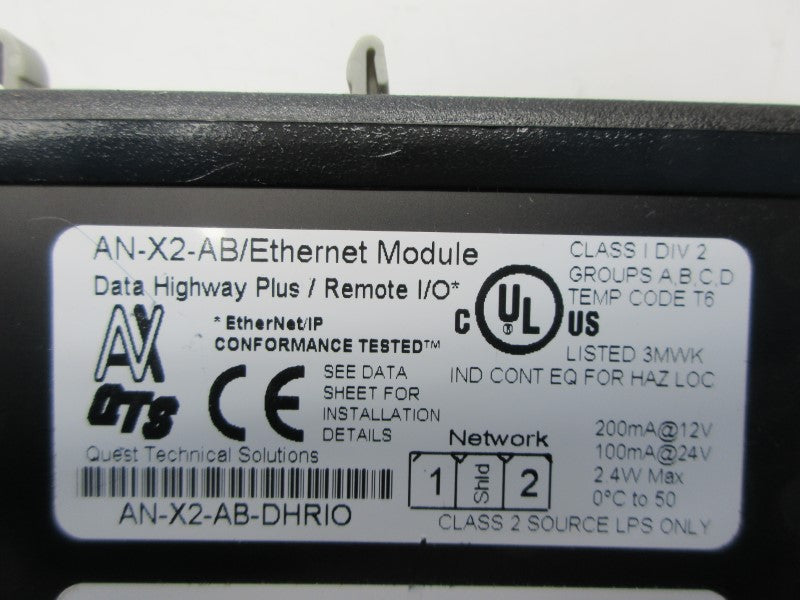 AN-X2-AB/Ethernet Module
Data Highway Plus / Remote I/O*
* EtherNet/IP
CONFORMANCE TESTED™
CLASS I DIV 2
GROUPS A,B,C,D
TEMP CODE T6
C UL ® US
LISTED 3MWK
IND CONT EQ FOR HAZ LOC
AX
QTS
Quest Technical Solutions
CE
SEE DATA
SHEET FOR
INSTALLATION
DETAILS
Network
1 Shld 2
200mA@12V
100mA@24V
2.4W Max
0°C to 50
AN-X2-AB-DHRIO
CLASS 2 SOURCE LPS ONLY